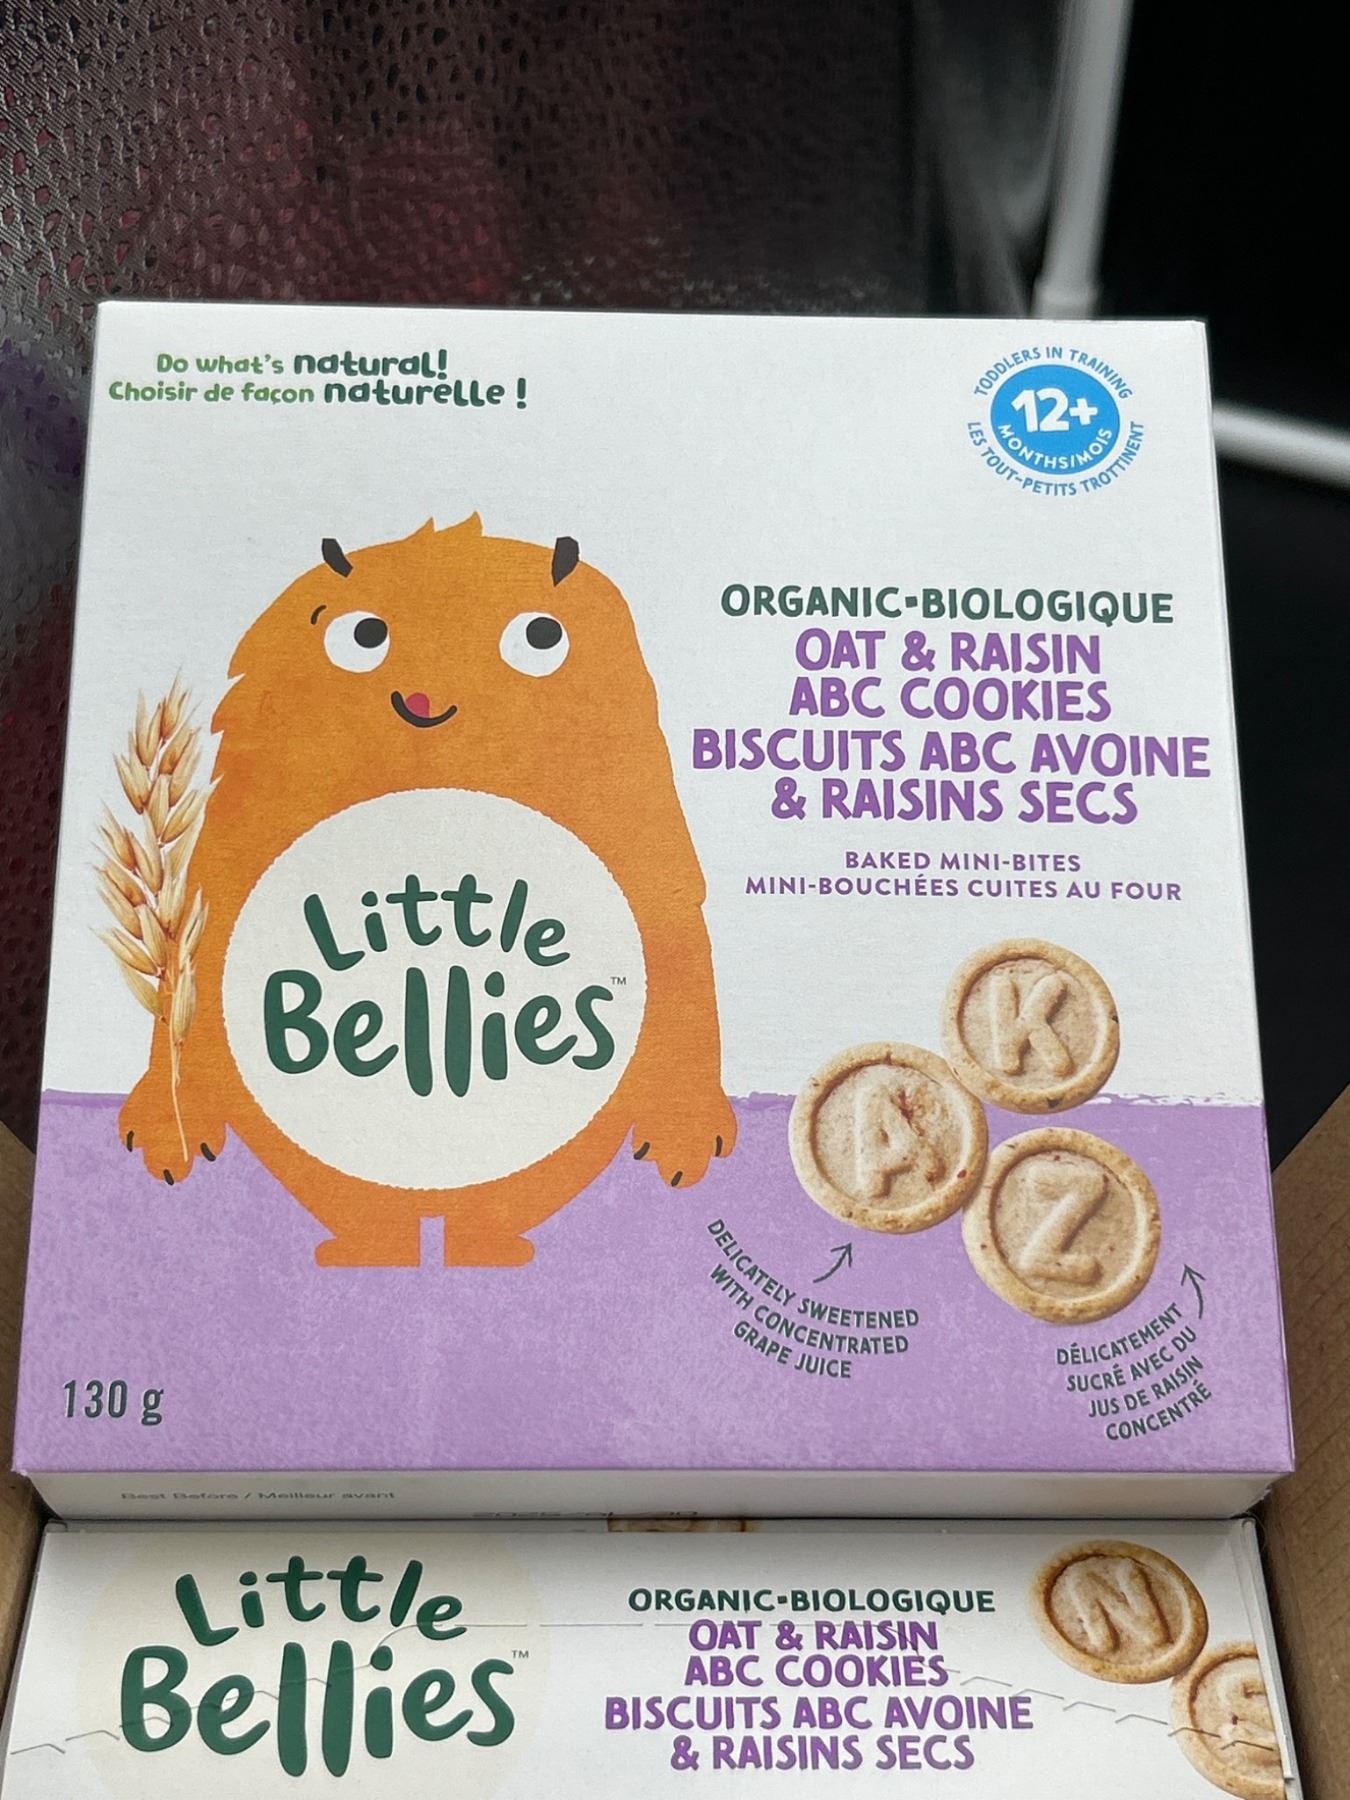 Do what's natural!
Choisir de façon naturelle !
TODDLERS IN TRAINING
12+
MONTHS/MOIS
LES TOUT-PETITS TROTTINENT
ORGANIC-BIOLOGIQUE
OAT & RAISIN
ABC COOKIES
BISCUITS ABC AVOINE
& RAISINS SECS
BAKED MINI-BITES
MINI-BOUCHÉES CUITES AU FOUR
Little
Bellies™
K
A
Z
DELICATELY SWEETENED
WITH CONCENTRATED
GRAPE JUICE
DÉLICATEMENT
SUCRÉ AVEC DU
JUS DE RAISIN
CONCENTRÉ
130 g
Best Before / Meilleur avant
Little
Bellies™
ORGANIC-BIOLOGIQUE
OAT & RAISIN
ABC COOKIES
BISCUITS ABC AVOINE
& RAISINS SECS
N